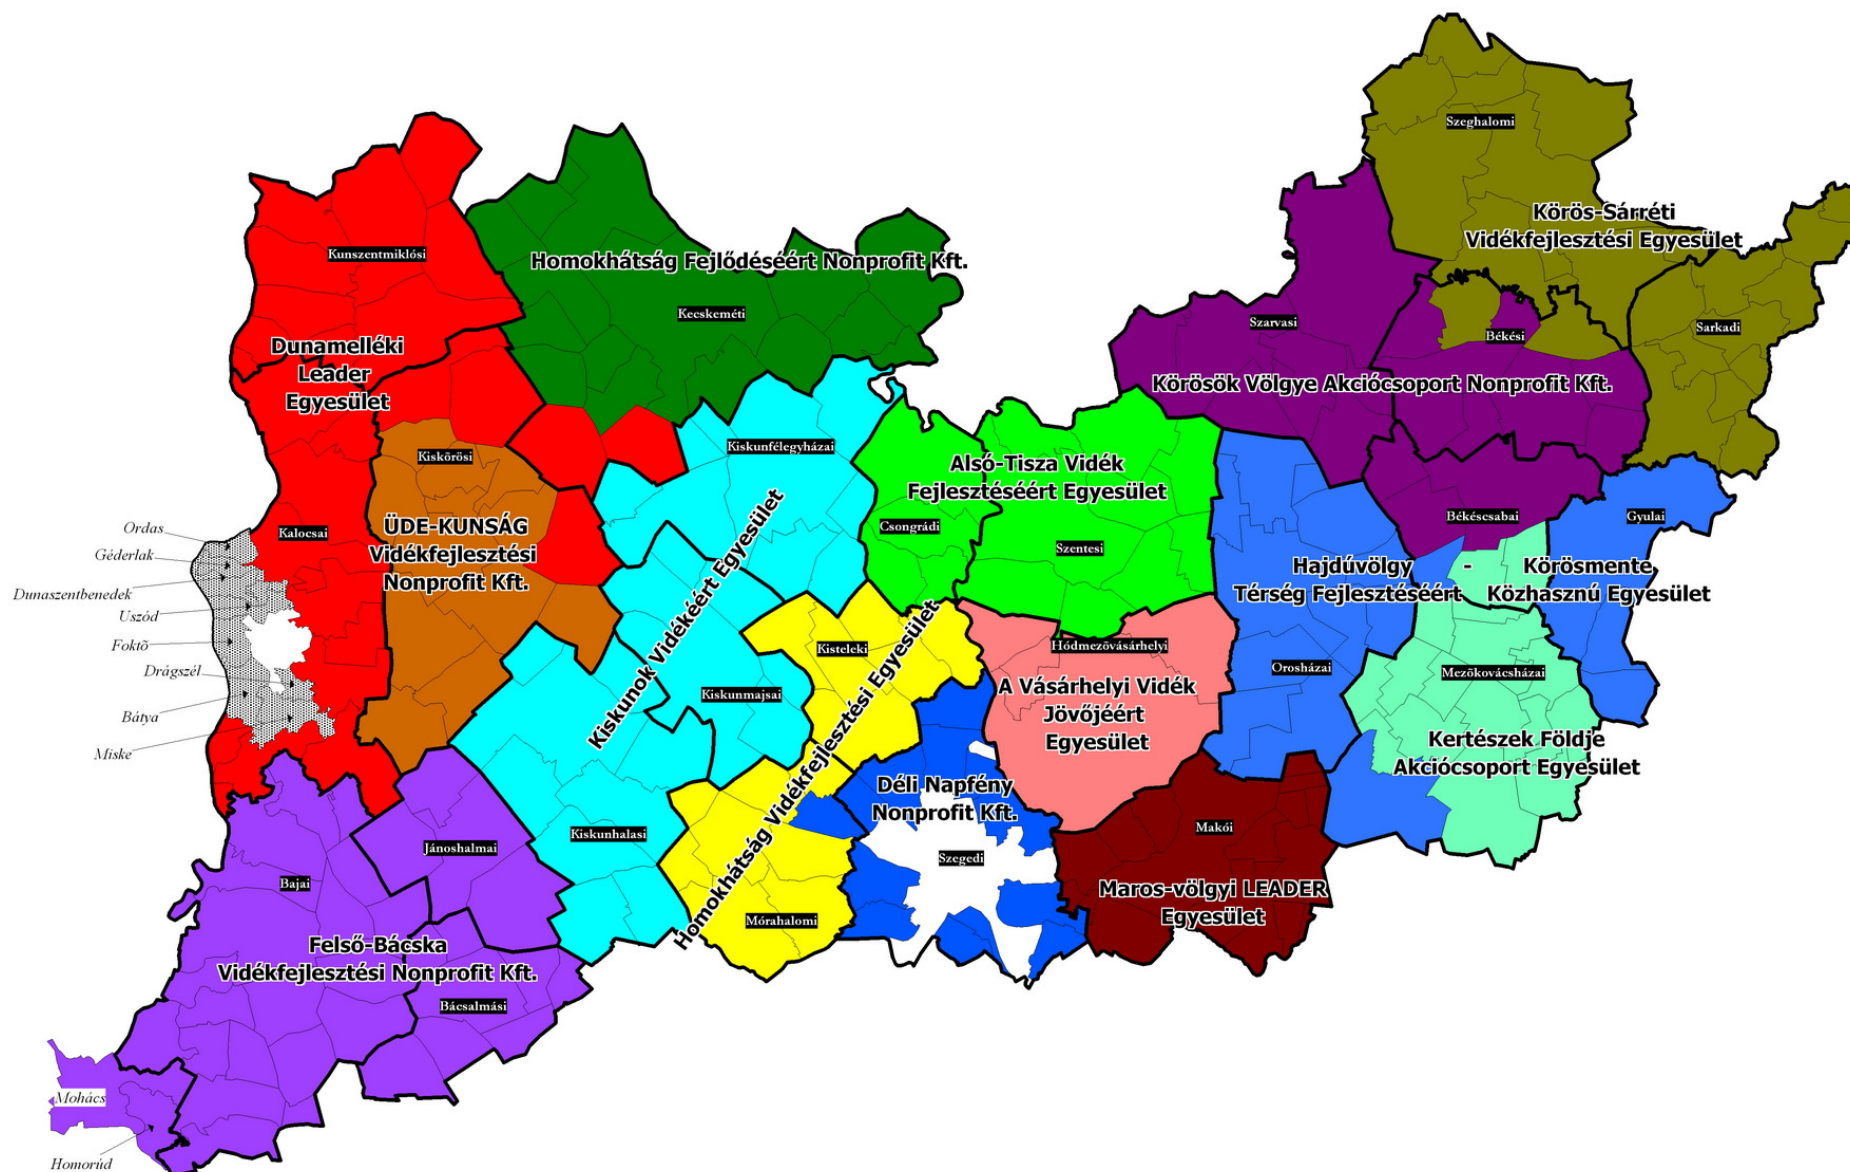 Szeghalomi
Körös-Sárréti
Vidékfejlesztési Egyesület
Kunszentmiklósi
Homokhátság Fejlődéséért Nonprofit Kft.
Kecskeméti
Szarvasi
Békési
Sarkadi
Dunamelléki
Leader
Egyesület
Körösök Völgye Akciócsoport Nonprofit Kft.
Kiskőrösi
Kiskunfélegyházai
Alsó-Tisza Vidék
Fejlesztéséért Egyesület
Ordas
Géderlak
Dunaszentbenedek
Uszód
Foktő
Drágszél
Bátya
Miske
Kalocsai
ÜDE-KUNSÁG
Vidékfejlesztési
Nonprofit Kft.
Csongrádi
Szentesi
Békéscsabai
Gyulai
Hajdúvölgy - Körösmente
Térség Fejlesztéséért Közhasznú Egyesület
Kiskunok Vidékéért Egyesület
Kisteleki
Kiskunmajsai
Hódmezővásárhelyi
A Vásárhelyi Vidék
Jövőjéért
Egyesület
Orosházai
Mezőkovácsházai
Kertészek Földje
Akciócsoport Egyesület
Homokhátság Vidékfejlesztési Egyesület
Déli Napfény
Nonprofit Kft.
Szegedi
Makói
Maros-völgyi LEADER
Egyesület
Kiskunhalasi
Jánoshalmai
Bajai
Mórahalomi
Felső-Bácska
Vidékfejlesztési Nonprofit Kft.
Bácsalmási
Mohács
Homorúd